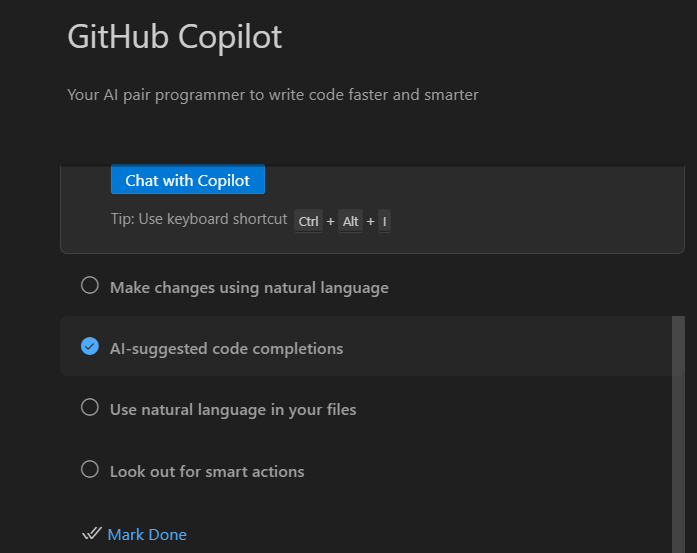 GitHub Copilot
Your AI pair programmer to write code faster and smarter
Chat with Copilot
Tip: Use keyboard shortcut Ctrl + Alt + I
Make changes using natural language
AI-suggested code completions
Use natural language in your files
Look out for smart actions
Mark Done